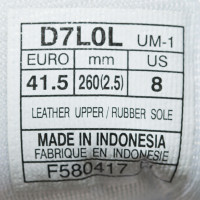 D7L0L UM-1
EURO mm US
41.5 260(2.5) 8
LEATHER UPPER / RUBBER SOLE
MADE IN INDONESIA
FABRIQUE EN INDONESIE
F580417